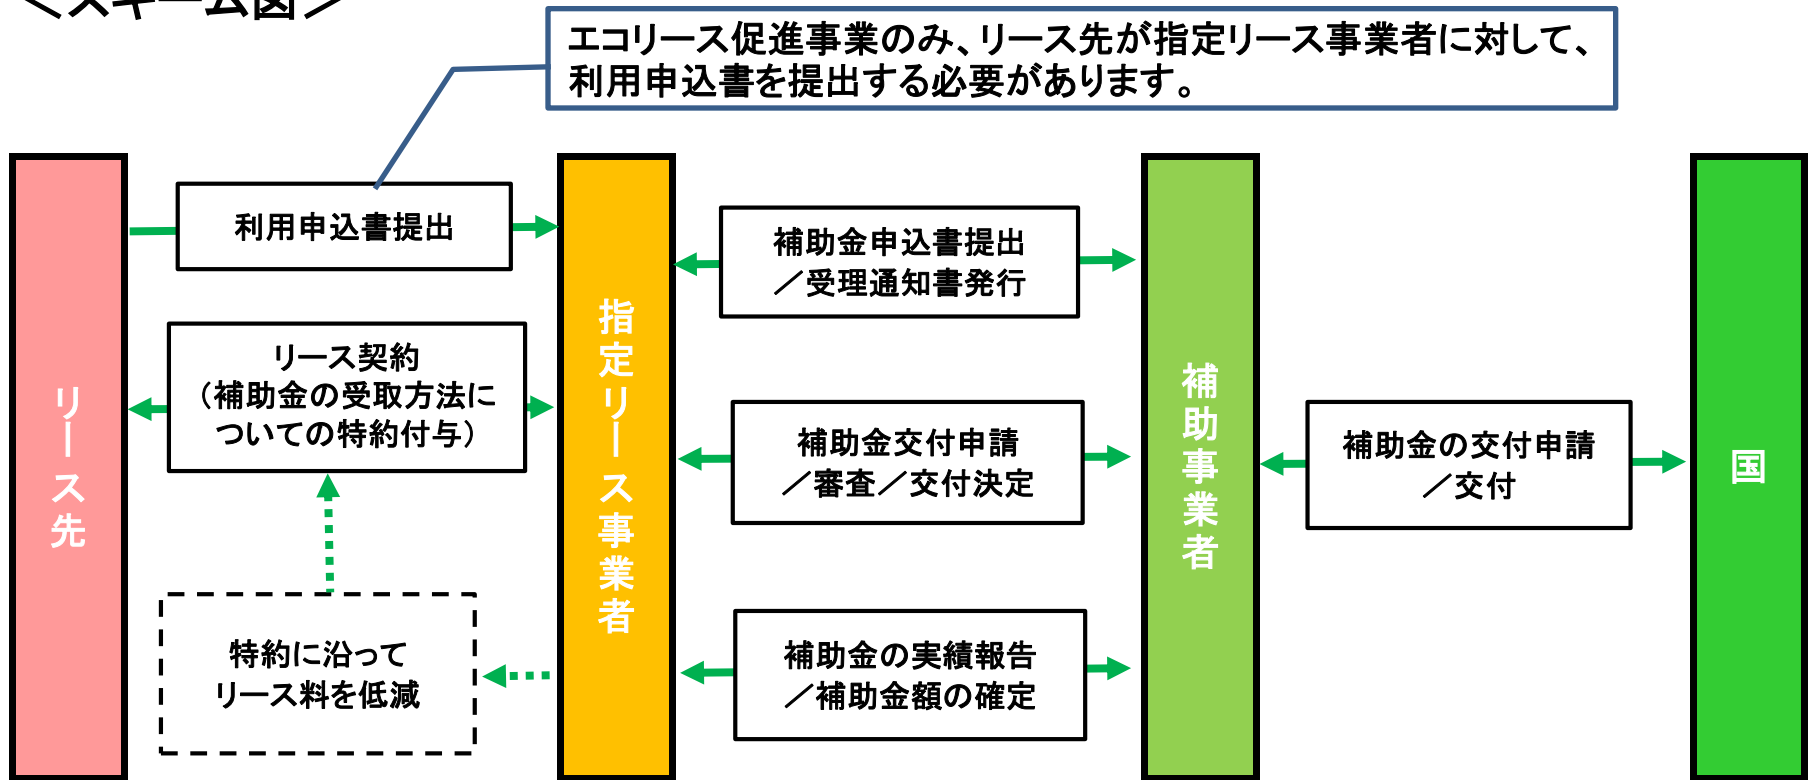 ＜スキーム図＞
エコリース促進事業のみ、リース先が指定リース事業者に対して、
利用申込書を提出する必要があります。
リース先
利用申込書提出
リース契約
（補助金の受取方法に
ついての特約付与）
特約に沿って
リース料を低減
指定リース事業者
補助金申込書提出
／受理通知書発行
補助金交付申請
／審査／交付決定
補助金の実績報告
／補助金額の確定
補助事業者
補助金の交付申請
／交付
国